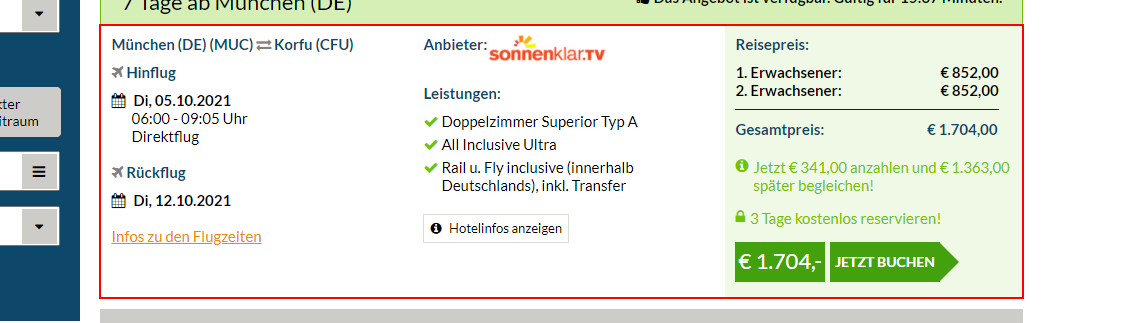 7 Tage ab München (DE)
Das Angebot ist verfügbar. Gültig für 15:07 Minuten.
kter
itraum
München (DE) (MUC) Korfu (CFU)
Hinflug
Di, 05.10.2021
06:00 - 09:05 Uhr
Direktflug
Rückflug
Di, 12.10.2021
Infos zu den Flugzeiten
Anbieter: sonnenklar.TV
Leistungen:
Doppelzimmer Superior Typ A
All Inclusive Ultra
Rail u. Fly inclusive (innerhalb
Deutschlands), inkl. Transfer
Hotelinfos anzeigen
Reisepreis:
1. Erwachsener: € 852,00
2. Erwachsener: € 852,00
Gesamtpreis: € 1.704,00
Jetzt € 341,00 anzahlen und € 1.363,00
später begleichen!
3 Tage kostenlos reservieren!
€ 1.704,- JETZT BUCHEN